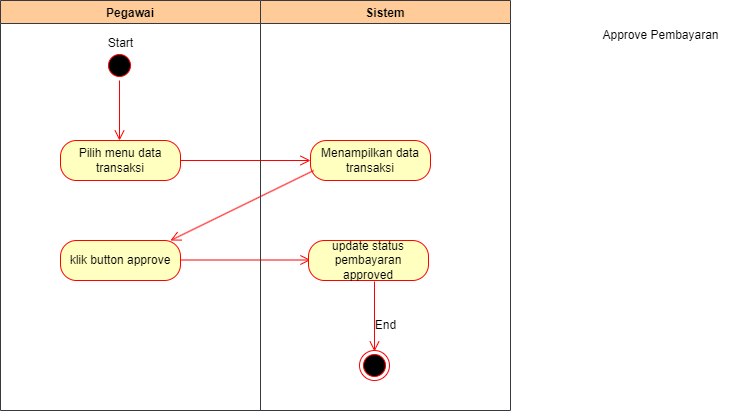 Pegawai
Sistem
Approve Pembayaran
Start
Pilih menu data
transaksi
Menampilkan data
transaksi
klik button approve
update status
pembayaran
approved
End